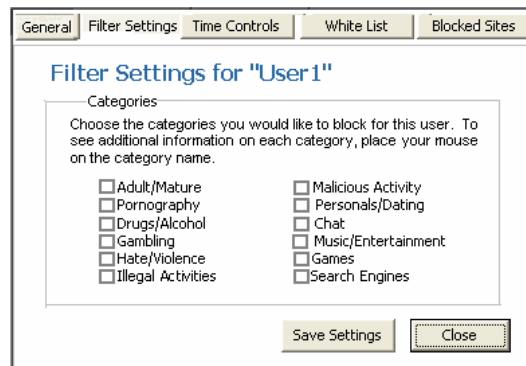 General Filter Settings Time Controls White List Blocked Sites
Filter Settings for "User1"
Categories
Choose the categories you would like to block for this user. To
see additional information on each category, place your mouse
on the category name.
Adult/Mature Malicious Activity
Pornography Personals/Dating
Drugs/Alcohol Chat
Gambling Music/Entertainment
Hate/Violence Games
Illegal Activities Search Engines
Save Settings Close